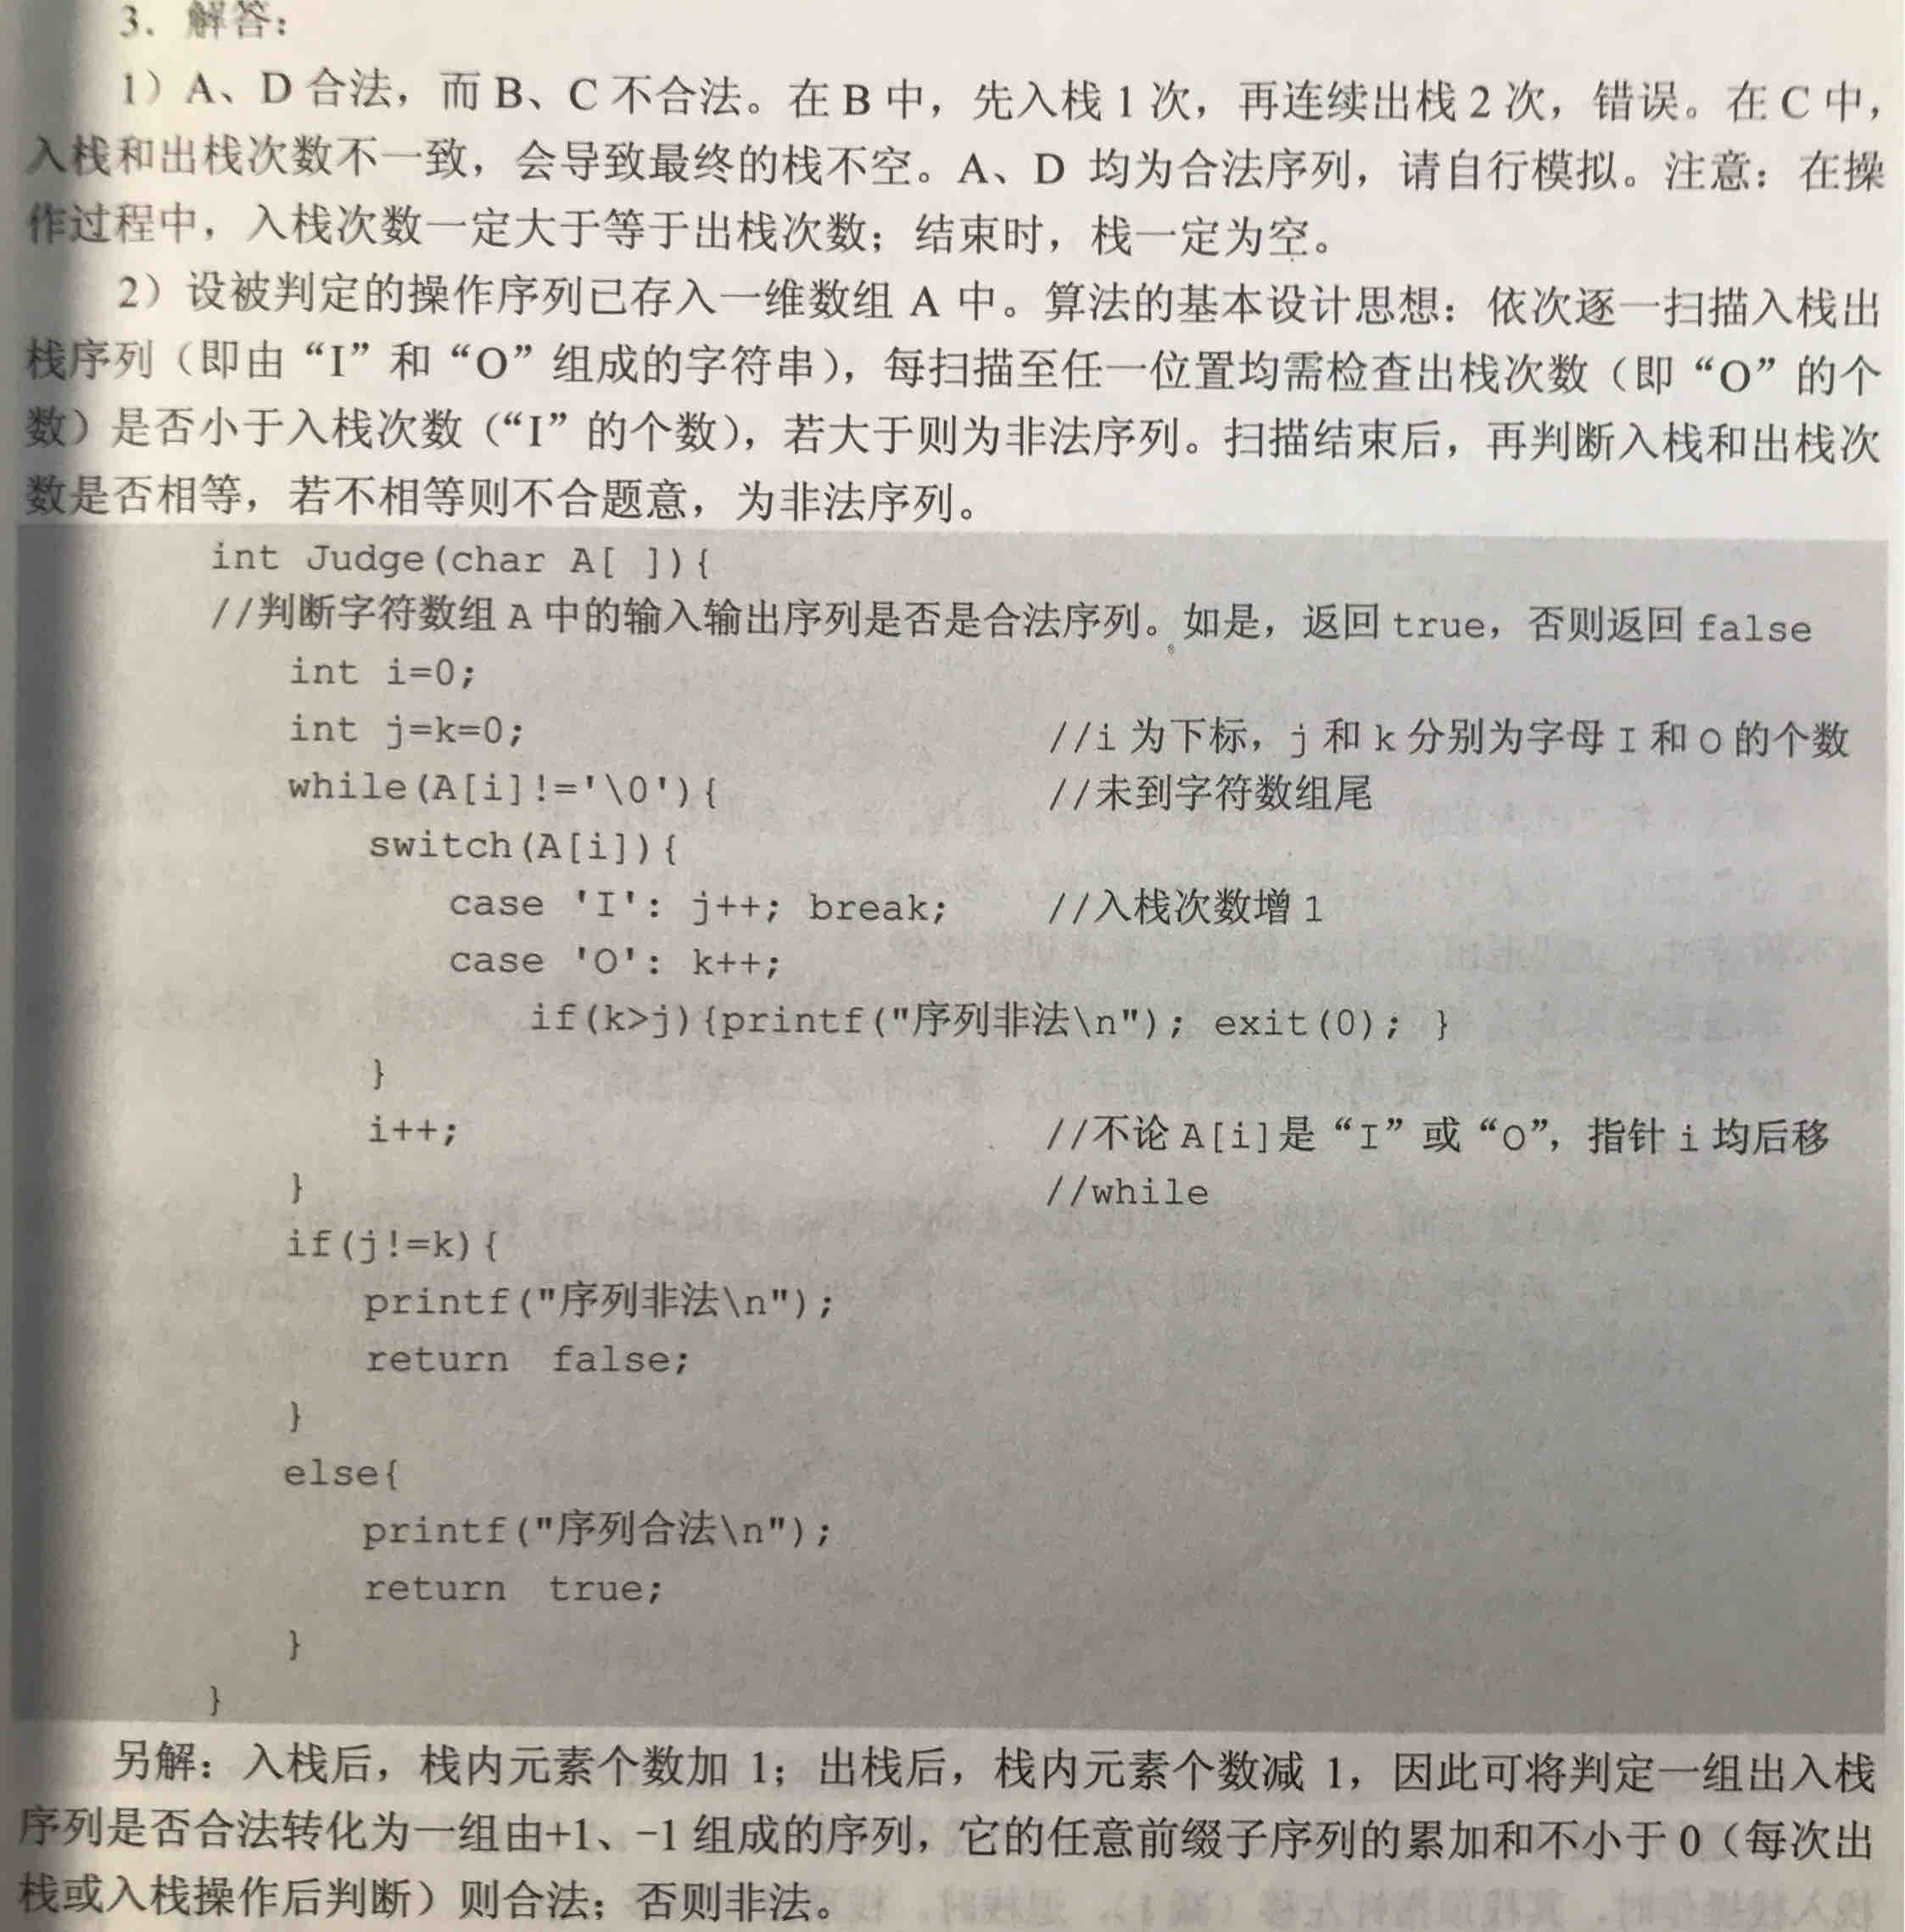 3．解答：
1）A、D 合法，而 B、C 不合法。在 B 中，先入栈 1 次，再连续出栈 2 次，错误。在 C 中，
入栈和出栈次数不一致，会导致最终的栈不空。A、D 均为合法序列，请自行模拟。注意：在操
作过程中，入栈次数一定大于等于出栈次数；结束时，栈一定为空。
2）设被判定的操作序列已存入一维数组 A 中。算法的基本设计思想：依次逐一扫描入栈出
栈序列（即由“I”和“O”组成的字符串），每扫描至任一位置均需检查出栈次数（即“O”的个
数）是否小于入栈次数（“I”的个数），若大于则为非法序列。扫描结束后，再判断入栈和出栈次
数是否相等，若不相等则不合题意，为非法序列。
int Judge(char A[ ]){
//判断字符数组 A 中的输入输出序列是否是合法序列。如是，返回 true，否则返回 false
int i=0;
int j=k=0; //i 为下标，j 和 k 分别为字母 I 和 O 的个数
while(A[i]!='\0'){ //未到字符数组尾
switch(A[i]){
case 'I': j++; break; //入栈次数增 1
case 'O': k++;
if(k>j){printf("序列非法\n"); exit(0); }
}
i++; //不论 A[i]是“I”或“O”，指针 i 均后移
} //while
if(j!=k){
printf("序列非法\n");
return false;
}
else{
printf("序列合法\n");
return true;
}
}
另解：入栈后，栈内元素个数加 1；出栈后，栈内元素个数减 1，因此可将判定一组出入栈
序列是否合法转化为一组由+1、-1 组成的序列，它的任意前缀子序列的累加和不小于 0（每次出
栈或入栈操作后判断）则合法；否则非法。